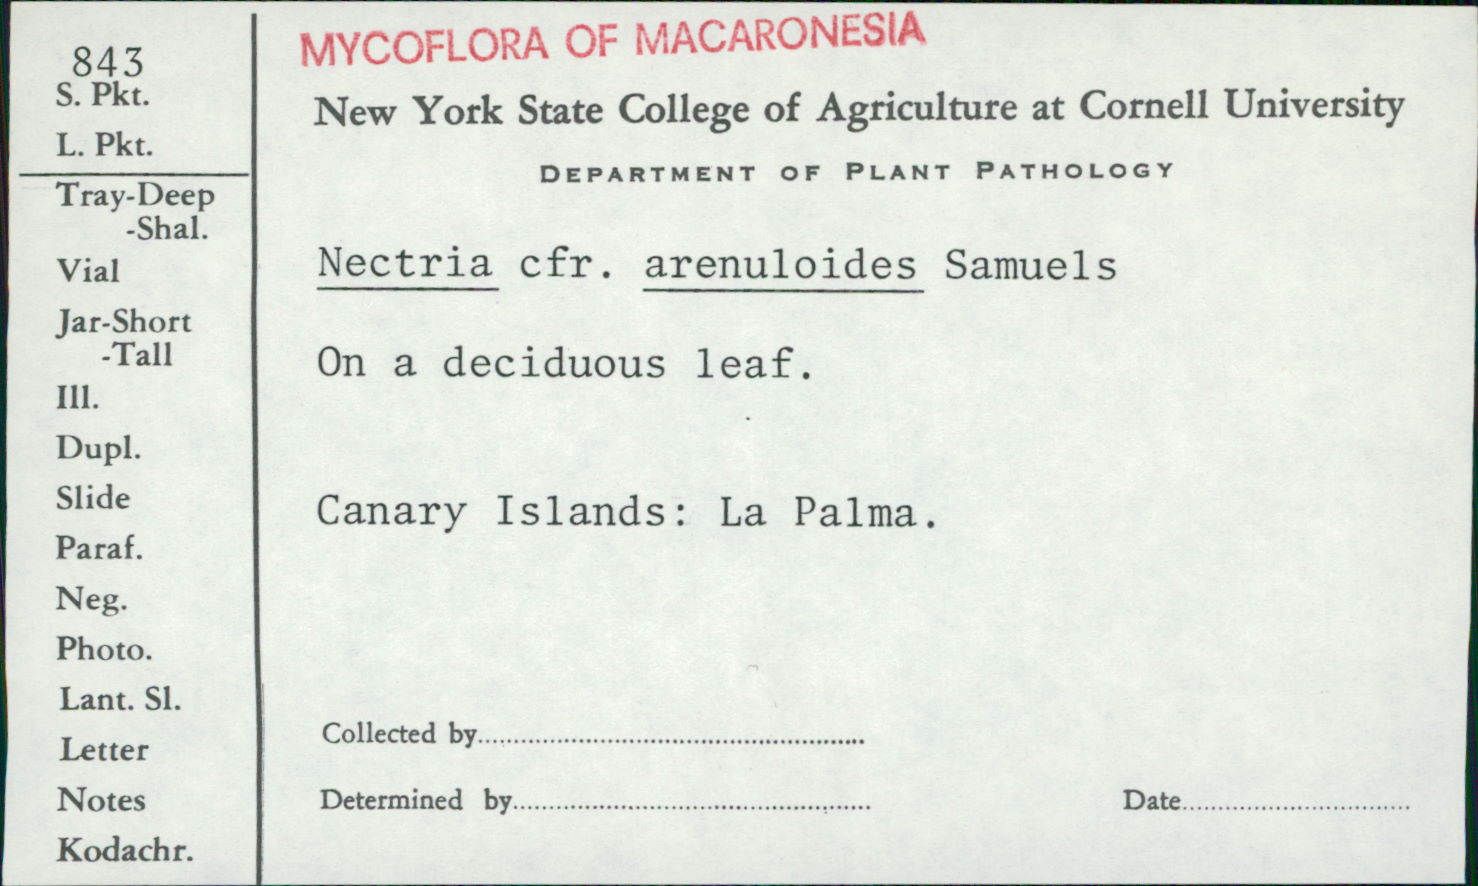 843
S. Pkt.
L. Pkt.
Tray-Deep
-Shal.
Vial
Jar-Short
-Tall
Ill.
Dupl.
Slide
Paraf.
Neg.
Photo.
Lant. Sl.
Letter
Notes
Kodachr.
MYCOFLORA OF MACARONESIA
New York State College of Agriculture at Cornell University
DEPARTMENT OF PLANT PATHOLOGY
Nectria cfr. arenuloides Samuels
On a deciduous leaf.
Canary Islands: La Palma.
Collected by
Determined by
Date